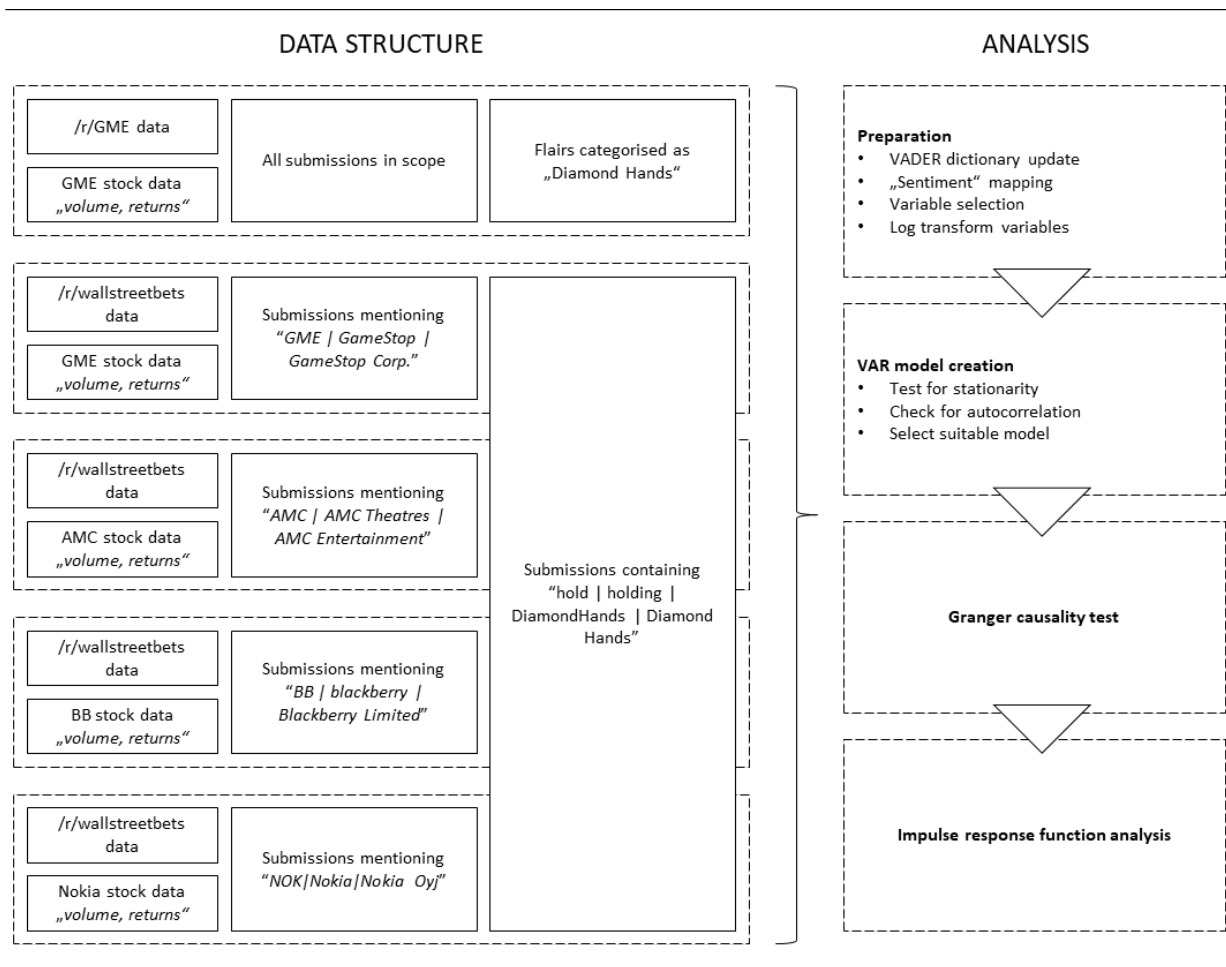 DATA STRUCTURE
/r/GME data
GME stock data
„volume, returns“
All submissions in scope
Flairs categorised as
„Diamond Hands“
/r/wallstreetbets
data
GME stock data
„volume, returns“
Submissions mentioning
“GME | GameStop |
GameStop Corp.”
/r/wallstreetbets
data
AMC stock data
„volume, returns“
Submissions mentioning
“AMC | AMC Theatres |
AMC Entertainment”
/r/wallstreetbets
data
BB stock data
„volume, returns“
Submissions mentioning
“BB | blackberry |
Blackberry Limited”
/r/wallstreetbets
data
Nokia stock data
„volume, returns“
Submissions mentioning
“NOK|Nokia|Nokia Oyj”
Submissions containing
“hold | holding |
DiamondHands | Diamond
Hands”
ANALYSIS
Preparation
• VADER dictionary update
• „Sentiment“ mapping
• Variable selection
• Log transform variables
VAR model creation
• Test for stationarity
• Check for autocorrelation
• Select suitable model
Granger causality test
Impulse response function analysis